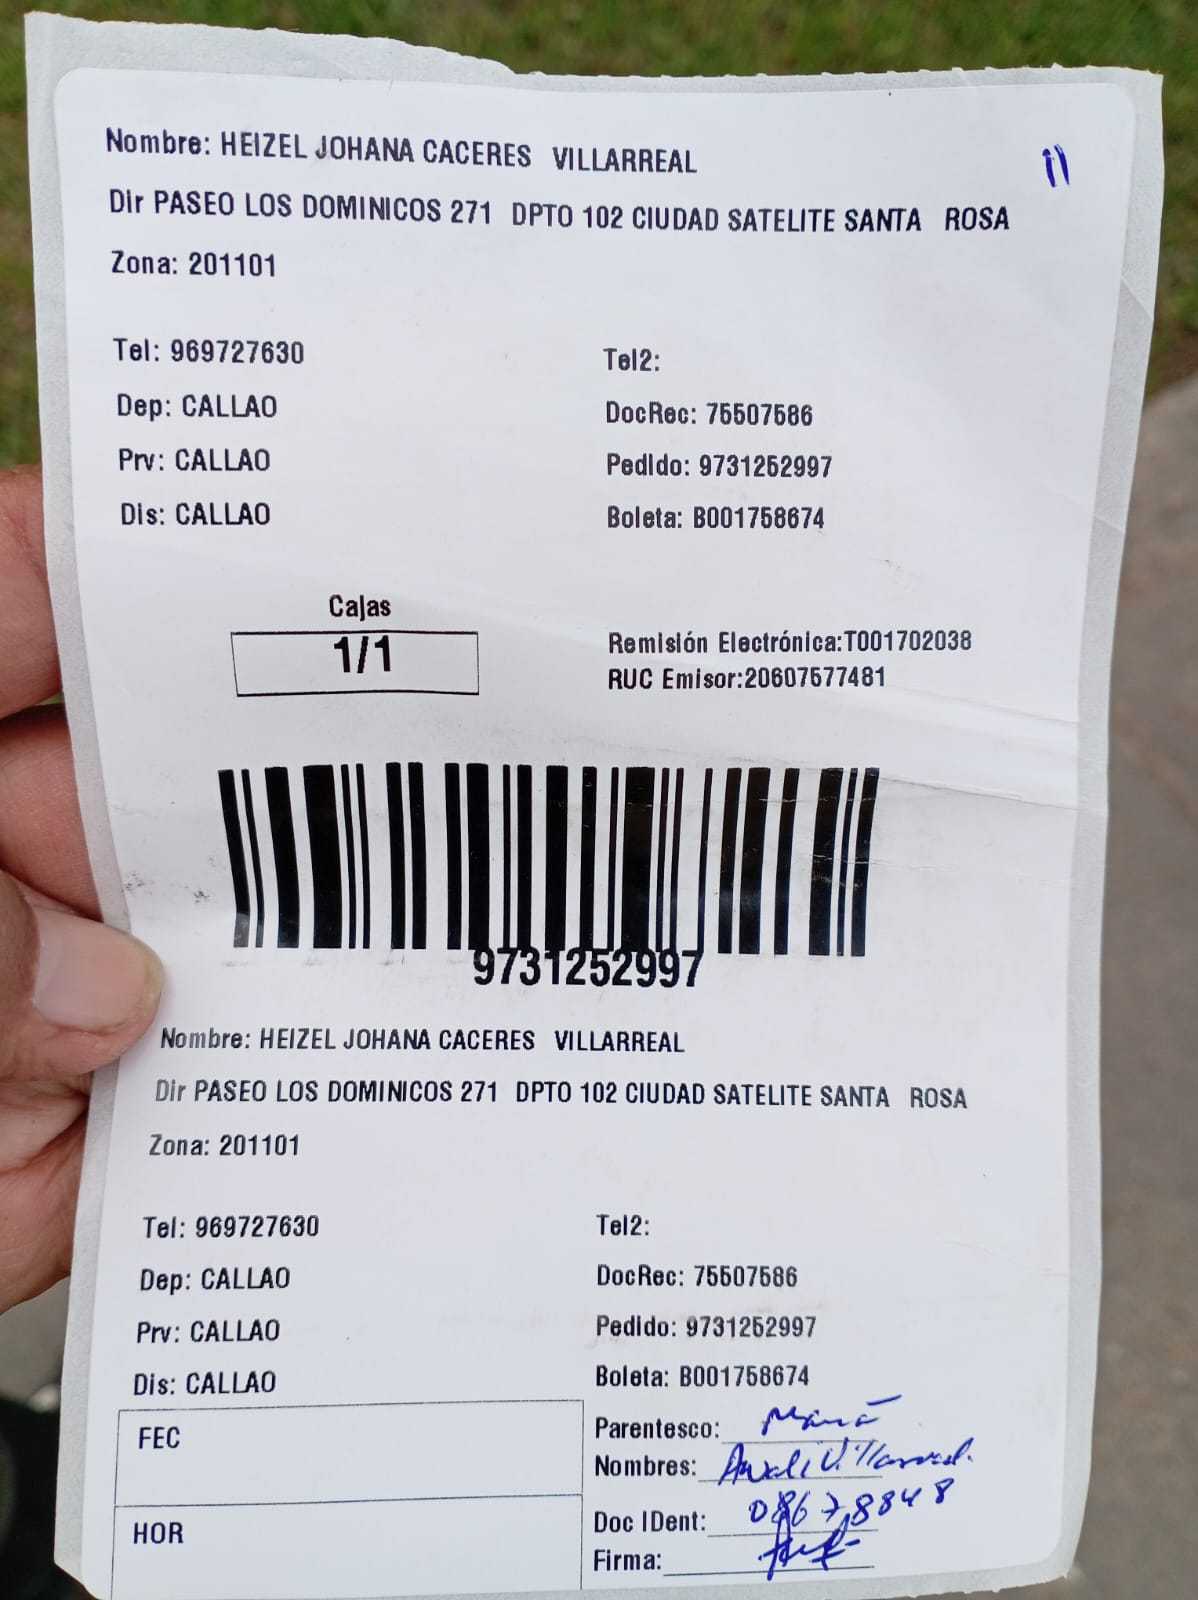 Nombre: HEIZEL JOHANA CACERES VILLARREAL
11
Dir PASEO LOS DOMINICOS 271 DPTO 102 CIUDAD SATELITE SANTA ROSA
Zona: 201101
Tel: 969727630 Tel2:
Dep: CALLAO DocRec: 75507586
Prv: CALLAO Pedido: 9731252997
Dis: CALLAO Boleta: B001758674
Cajas
1/1
Remisión Electrónica:T001702038
RUC Emisor:20607577481
9731252997
Nombre: HEIZEL JOHANA CACERES VILLARREAL
Dir PASEO LOS DOMINICOS 271 DPTO 102 CIUDAD SATELITE SANTA ROSA
Zona: 201101
Tel: 969727630 Tel2:
Dep: CALLAO DocRec: 75507586
Prv: CALLAO Pedido: 9731252997
Dis: CALLAO Boleta: B001758674
FEC
Parentesco: Mamá
Nombres: Villarreal.
HOR
Doc IDent: 08678848
Firma: